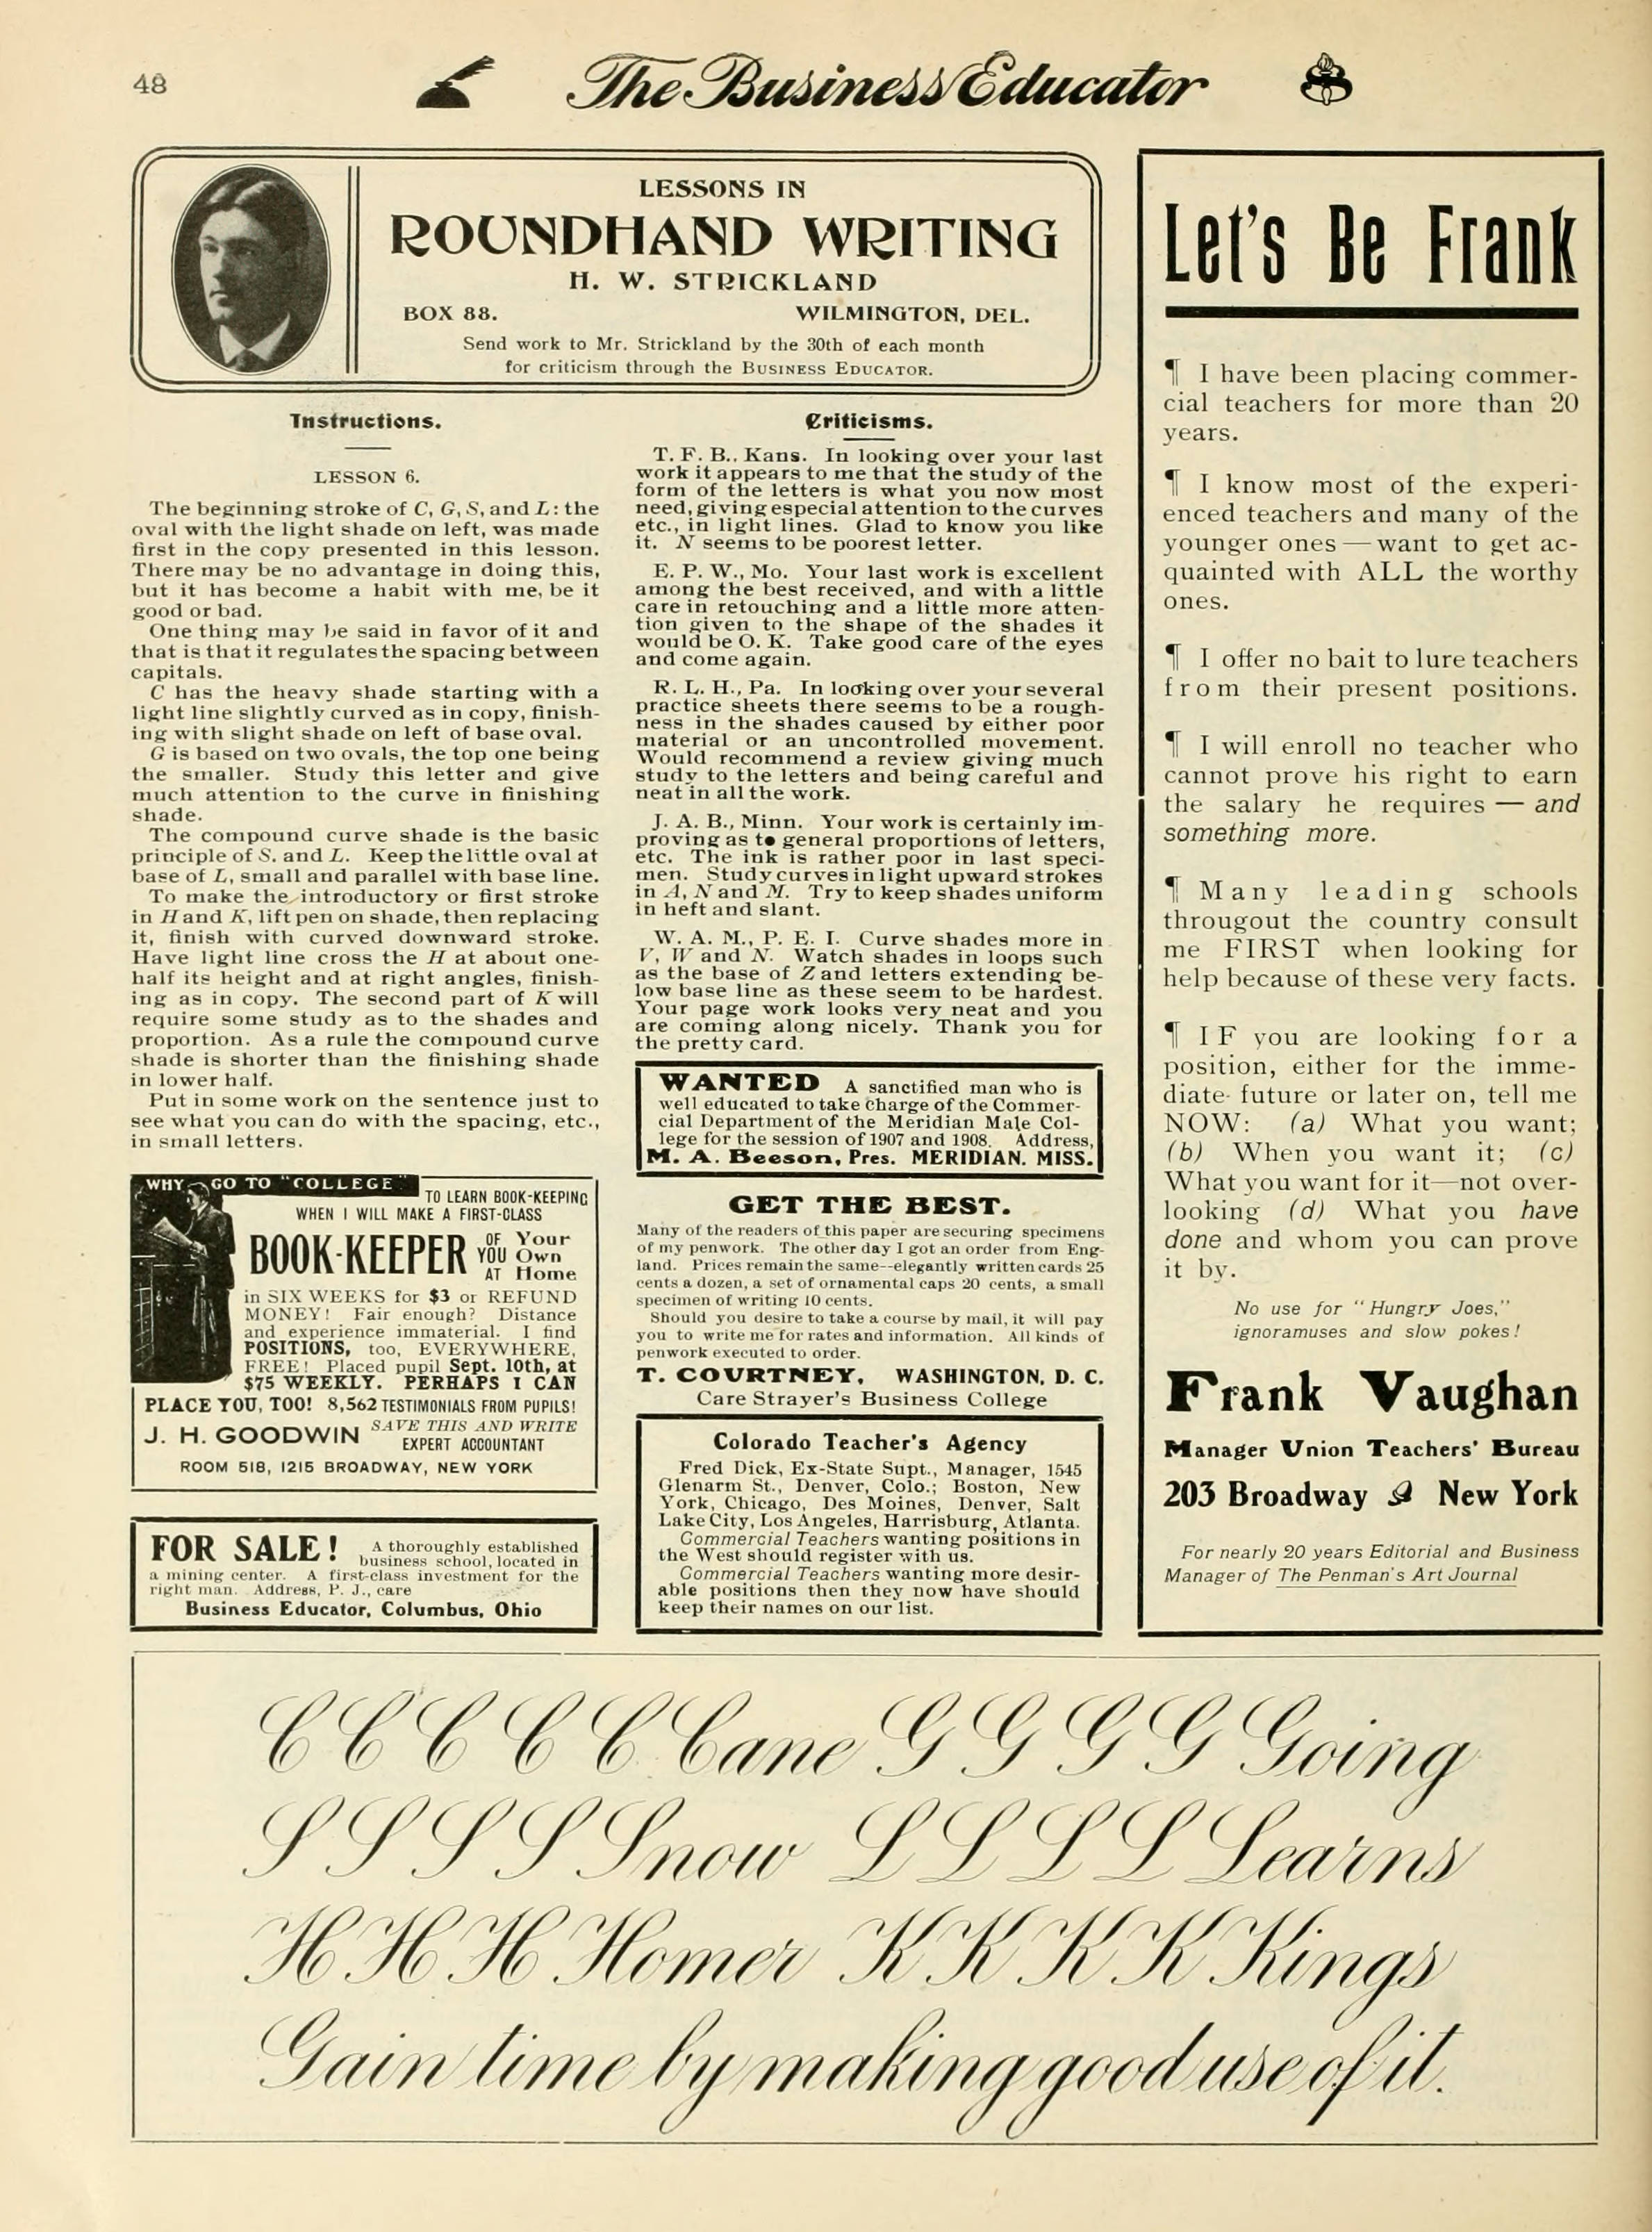 48
The Business Educator
LESSONS IN
ROUNDHAND WRITING
H. W. STRICKLAND
BOX 88. WILMINGTON, DEL.
Send work to Mr. Strickland by the 30th of each month
for criticism through the BUSINESS EDUCATOR.
Instructions.
LESSON 6.
The beginning stroke of C, G, S, and L: the
oval with the light shade on left, was made
first in the copy presented in this lesson.
There may be no advantage in doing this,
but it has become a habit with me, be it
good or bad.
One thing may be said in favor of it and
that is that it regulates the spacing between
capitals.
C has the heavy shade starting with a
light line slightly curved as in copy, finish-
ing with slight shade on left of base oval.
G is based on two ovals, the top one being
the smaller. Study this letter and give
much attention to the curve in finishing
shade.
The compound curve shade is the basic
principle of S. and L. Keep the little oval at
base of L, small and parallel with base line.
To make the introductory or first stroke
in H and K, lift pen on shade, then replacing
it, finish with curved downward stroke.
Have light line cross the H at about one-
half its height and at right angles, finish-
ing as in copy. The second part of K will
require some study as to the shades and
proportion. As a rule the compound curve
shade is shorter than the finishing shade
in lower half.
Put in some work on the sentence just to
see what you can do with the spacing, etc.,
in small letters.
WHY GO TO "COLLEGE"
TO LEARN BOOK-KEEPING
WHEN I WILL MAKE A FIRST-CLASS
BOOK-KEEPER OF YOU AT Your Own Home
in SIX WEEKS for $3 or REFUND
MONEY! Fair enough? Distance
and experience immaterial. I find
POSITIONS, too, EVERYWHERE,
FREE! Placed pupil Sept. 10th, at
$75 WEEKLY. PERHAPS I CAN
PLACE YOU, TOO! 8,562 TESTIMONIALS FROM PUPILS!
J. H. GOODWIN SAVE THIS AND WRITE
EXPERT ACCOUNTANT
ROOM 518, 1215 BROADWAY, NEW YORK
FOR SALE! A thoroughly established
business school, located in
a mining center. A first-class investment for the
right man. Address, P. J., care
Business Educator, Columbus, Ohio
Criticisms.
T. F. B., Kans. In looking over your last
work it appears to me that the study of the
form of the letters is what you now most
need, giving especial attention to the curves
etc., in light lines. Glad to know you like
it. N seems to be poorest letter.
E. P. W., Mo. Your last work is excellent
among the best received, and with a little
care in retouching and a little more atten-
tion given to the shape of the shades it
would be O. K. Take good care of the eyes
and come again.
R. L. H., Pa. In looking over your several
practice sheets there seems to be a rough-
ness in the shades caused by either poor
material or an uncontrolled movement.
Would recommend a review giving much
study to the letters and being careful and
neat in all the work.
J. A. B., Minn. Your work is certainly im-
proving as to general proportions of letters,
etc. The ink is rather poor in last speci-
men. Study curves in light upward strokes
in A, N and M. Try to keep shades uniform
in heft and slant.
W. A. M., P. E. I. Curve shades more in
V, W and N. Watch shades in loops such
as the base of Z and letters extending be-
low base line as these seem to be hardest.
Your page work looks very neat and you
are coming along nicely. Thank you for
the pretty card.
WANTED A sanctified man who is
well educated to take charge of the Commer-
cial Department of the Meridian Male Col-
lege for the session of 1907 and 1908. Address,
M. A. Beeson, Pres. MERIDIAN. MISS.
GET THE BEST.
Many of the readers of this paper are securing specimens
of my penwork. The other day I got an order from Eng-
land. Prices remain the same--elegantly written cards 25
cents a dozen, a set of ornamental caps 20 cents, a small
specimen of writing 10 cents.
Should you desire to take a course by mail, it will pay
you to write me for rates and information. All kinds of
penwork executed to order.
T. COURTNEY, WASHINGTON, D. C.
Care Strayer's Business College
Colorado Teacher's Agency
Fred Dick, Ex-State Supt., Manager, 1545
Glenarm St., Denver, Colo.; Boston, New
York, Chicago, Des Moines, Denver, Salt
Lake City, Los Angeles, Harrisburg, Atlanta.
Commercial Teachers wanting positions in
the West should register with us.
Commercial Teachers wanting more desir-
able positions then they now have should
keep their names on our list.
Let's Be Frank
¶ I have been placing commer-
cial teachers for more than 20
years.
¶ I know most of the experi-
enced teachers and many of the
younger ones — want to get ac-
quainted with ALL the worthy
ones.
¶ I offer no bait to lure teachers
from their present positions.
¶ I will enroll no teacher who
cannot prove his right to earn
the salary he requires — and
something more.
¶ Many leading schools
througout the country consult
me FIRST when looking for
help because of these very facts.
¶ IF you are looking for a
position, either for the imme-
diate future or later on, tell me
NOW: (a) What you want;
(b) When you want it; (c)
What you want for it—not over-
looking (d) What you have
done and whom you can prove
it by.
No use for "Hungry Joes,"
ignoramuses and slow pokes!
Frank Vaughan
Manager Union Teachers' Bureau
203 Broadway New York
For nearly 20 years Editorial and Business
Manager of The Penman's Art Journal
C C C C C Cane G G G G Going
S S S S Snow L L L L Learns
H H H Homer K K K K Kings
Gain time by making good use of it.